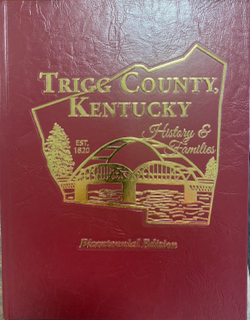 TRIGG COUNTY,
KENTUCKY
EST.
1820
History &
Families
Bicentennial Edition